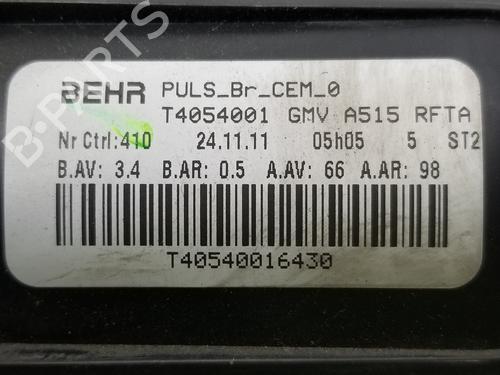 BEHR PULS_Br_CEM_0
T4054001 GMV A515 RFTA
Nr Ctrl:410 24.11.11 05h05 5 ST2
B.AV: 3.4 B.AR: 0.5 A.AV: 66 A.AR: 98
T40540016430
B-PARTS